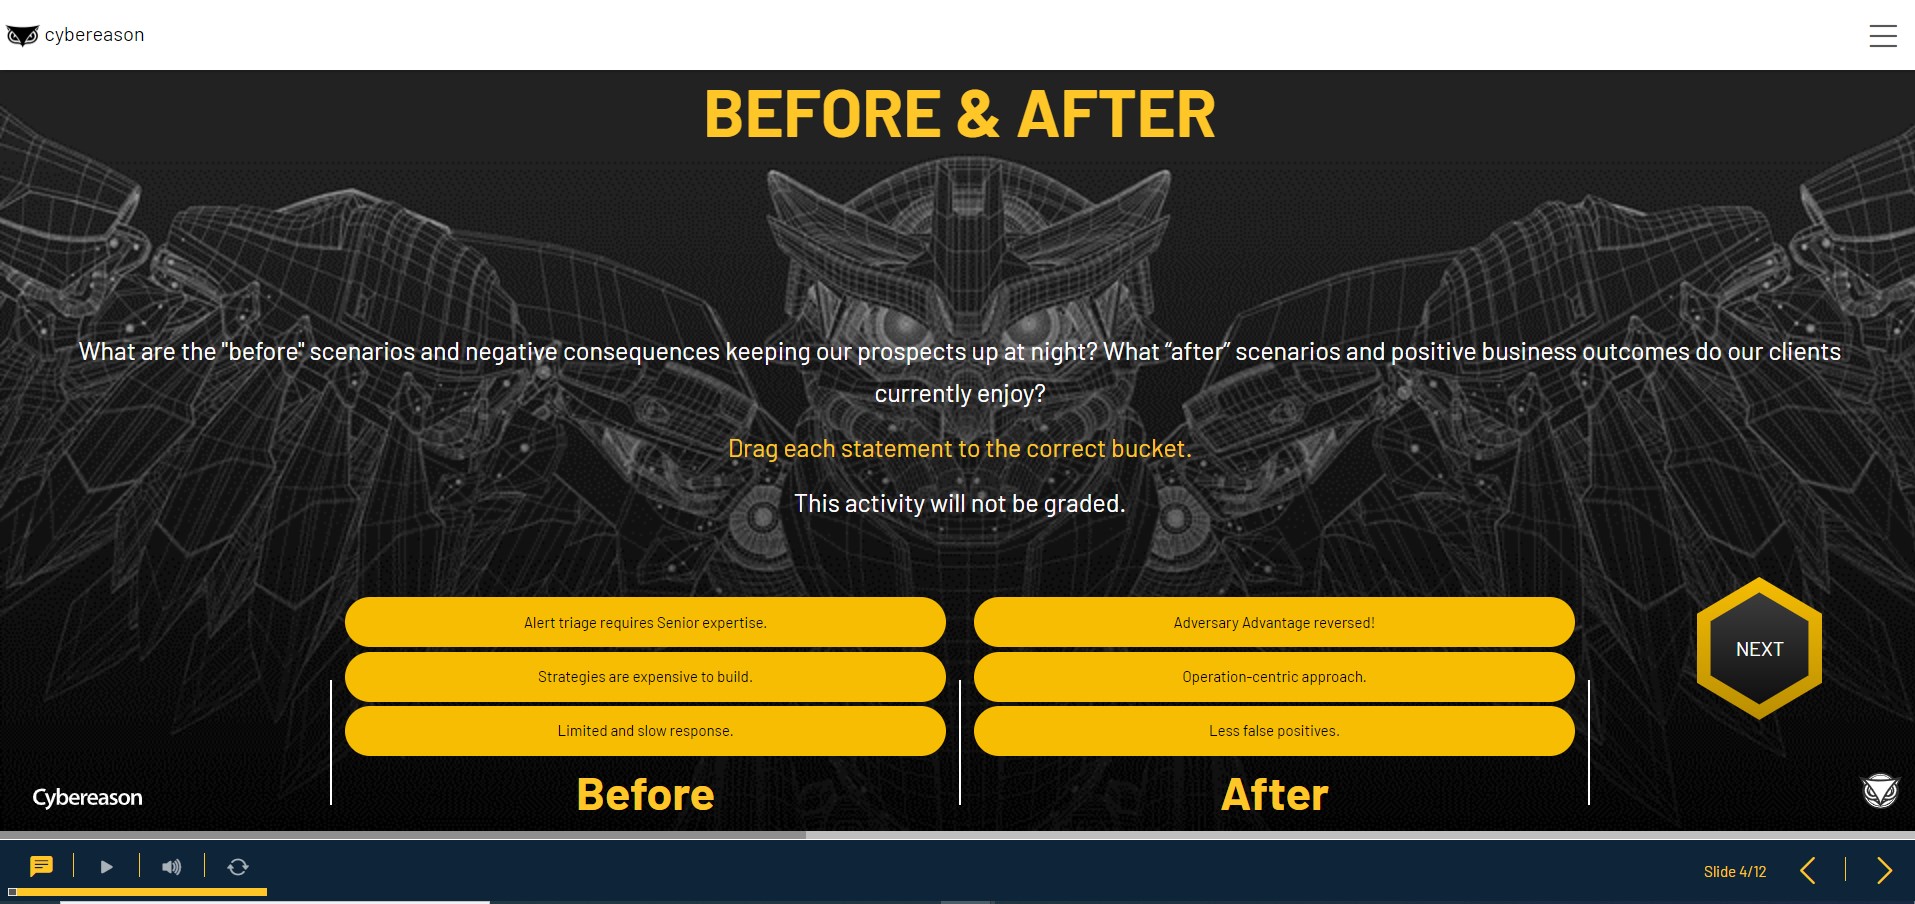 cybereason
BEFORE & AFTER
What are the "before" scenarios and negative consequences keeping our prospects up at night? What “after” scenarios and positive business outcomes do our clients
currently enjoy?
Drag each statement to the correct bucket.
This activity will not be graded.
Alert triage requires Senior expertise.
Strategies are expensive to build.
Limited and slow response.
Before
Adversary Advantage reversed!
Operation-centric approach.
Less false positives.
After
NEXT
Cybereason
Slide 4/12